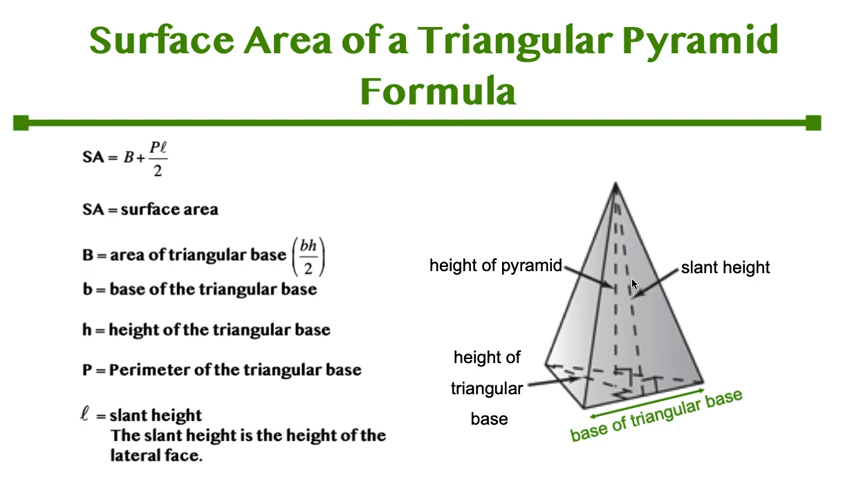 Surface Area of a Triangular Pyramid
Formula
SA = B + Pℓ/2
SA = surface area
B = area of triangular base (bh/2)
b = base of the triangular base
h = height of the triangular base
P = Perimeter of the triangular base
ℓ = slant height
The slant height is the height of the
lateral face.
height of pyramid
slant height
height of
triangular
base
base of triangular base